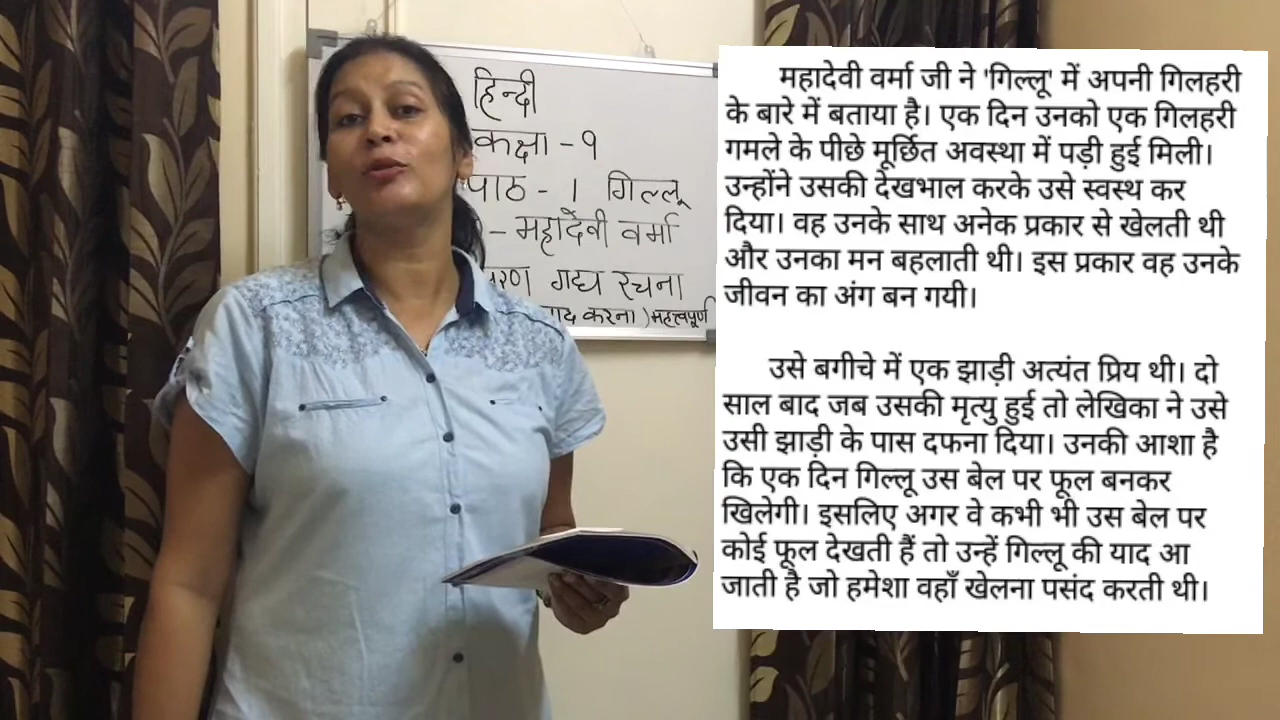 हिन्दी
कक्षा - ९
पाठ - 1 गिल्लू
- महादेवी वर्मा
गद्य रचना
याद करना ) महत्त्वपूर्ण
महादेवी वर्मा जी ने 'गिल्लू' में अपनी गिलहरी
के बारे में बताया है। एक दिन उनको एक गिलहरी
गमले के पीछे मूर्छित अवस्था में पड़ी हुई मिली।
उन्होंने उसकी देखभाल करके उसे स्वस्थ कर
दिया। वह उनके साथ अनेक प्रकार से खेलती थी
और उनका मन बहलाती थी। इस प्रकार वह उनके
जीवन का अंग बन गयी।
उसे बगीचे में एक झाड़ी अत्यंत प्रिय थी। दो
साल बाद जब उसकी मृत्यु हुई तो लेखिका ने उसे
उसी झाड़ी के पास दफना दिया। उनकी आशा है
कि एक दिन गिल्लू उस बेल पर फूल बनकर
खिलेगी। इसलिए अगर वे कभी भी उस बेल पर
कोई फूल देखती हैं तो उन्हें गिल्लू की याद आ
जाती है जो हमेशा वहाँ खेलना पसंद करती थी।